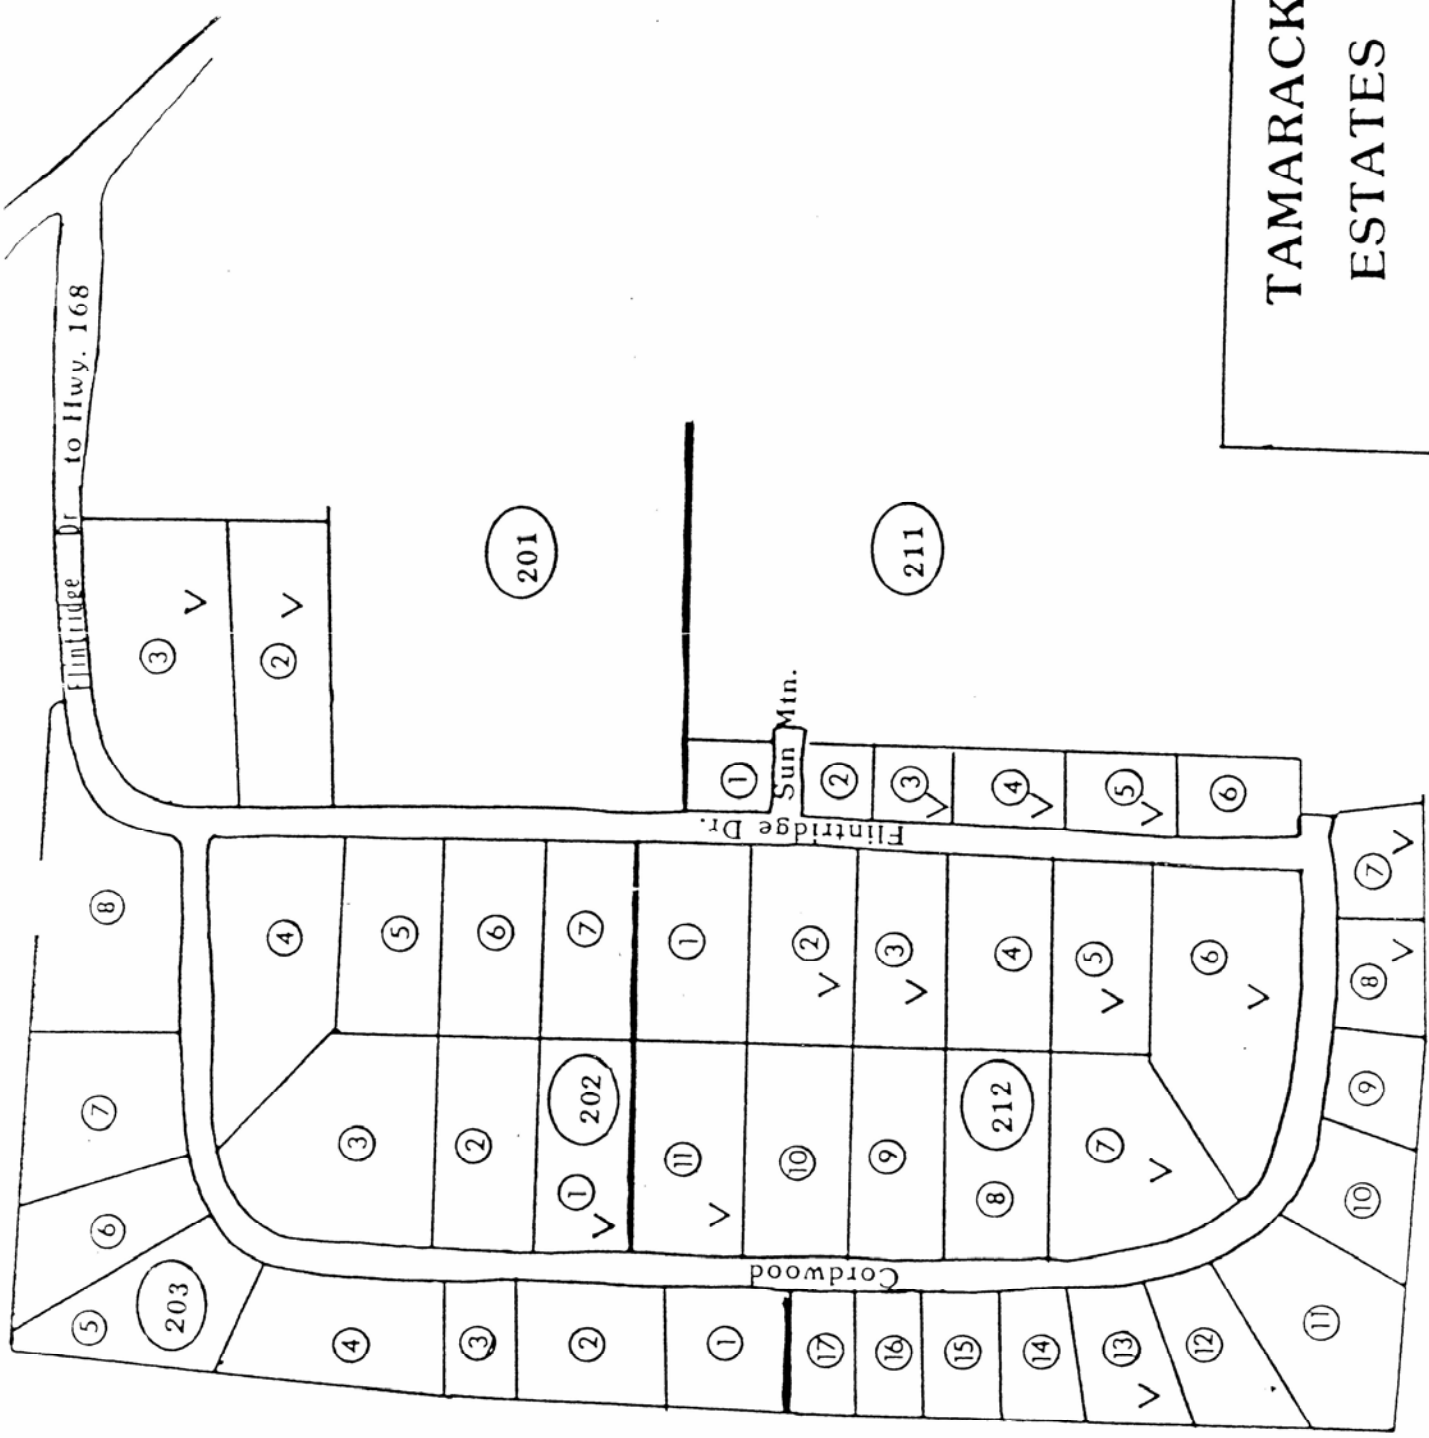 TAMARACK
ESTATES
Flintridge Dr to Hwy. 168
3 V
2 V
201
211
Sun Mtn.
1
2
3 V
4 V
5 V
6
Flintridge Dr.
8
7
6
5
203
4
3
2
1
17
16
15
14
13 V
12
11
10
9
8 V
7 V
4
5
6
7
3
2
1 V
202
1
2 V
3 V
4
5 V
6 V
11 V
10
9
8
212
7 V
Cordwood